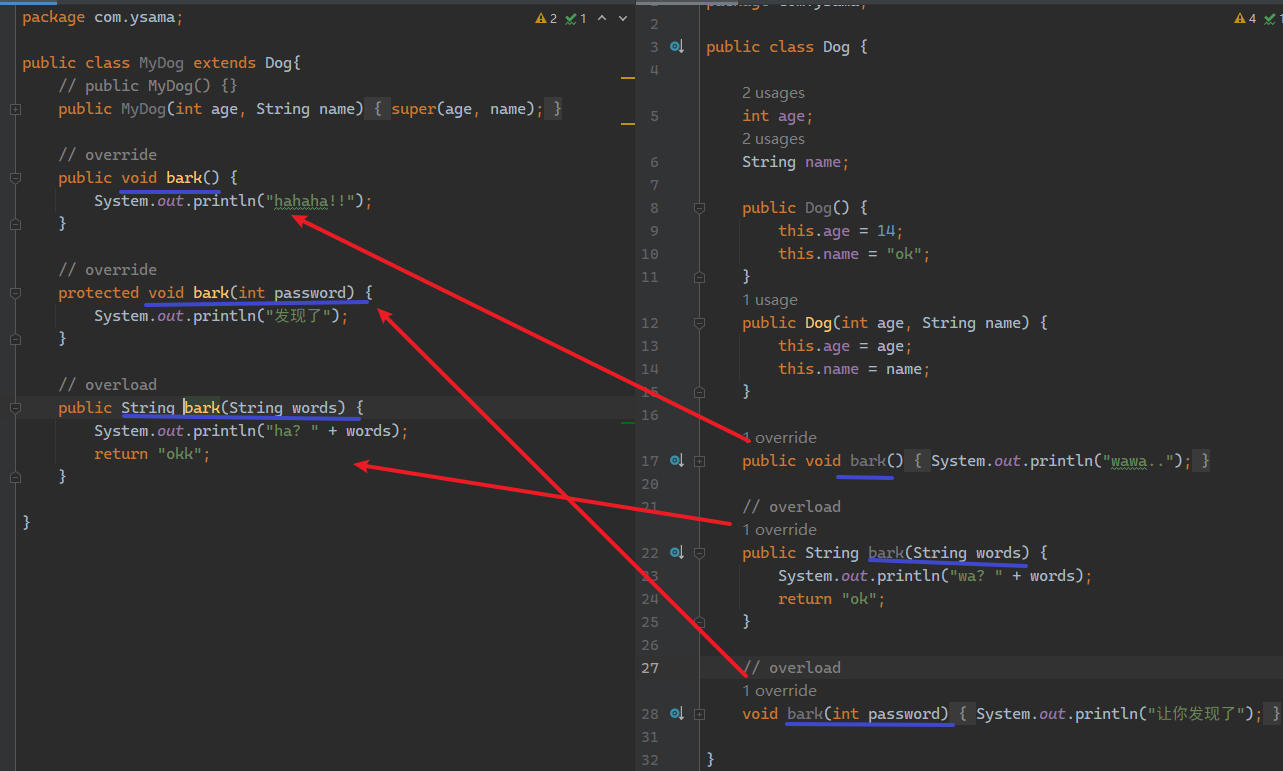 package com.ysama;
2
1
public class MyDog extends Dog{
// public MyDog() {}
public MyDog(int age, String name) { super(age, name); }
// override
public void bark() {
System.out.println("hahaha!!");
}
// override
protected void bark(int password) {
System.out.println("发现了");
}
// overload
public String bark(String words) {
System.out.println("ha? " + words);
return "okk";
}
}
package com.ysama;
4
1
2
3 public class Dog {
4
2 usages
5 int age;
2 usages
6 String name;
7
8 public Dog() {
9 this.age = 14;
10 this.name = "ok";
11 }
1 usage
12 public Dog(int age, String name) {
13 this.age = age;
14 this.name = name;
15 }
16
1 override
17 public void bark() { System.out.println("wawa.."); }
20
21 // overload
1 override
22 public String bark(String words) {
23 System.out.println("wa? " + words);
24 return "ok";
25 }
26
27 // overload
1 override
28 void bark(int password) { System.out.println("让你发现了"); }
31
32 }